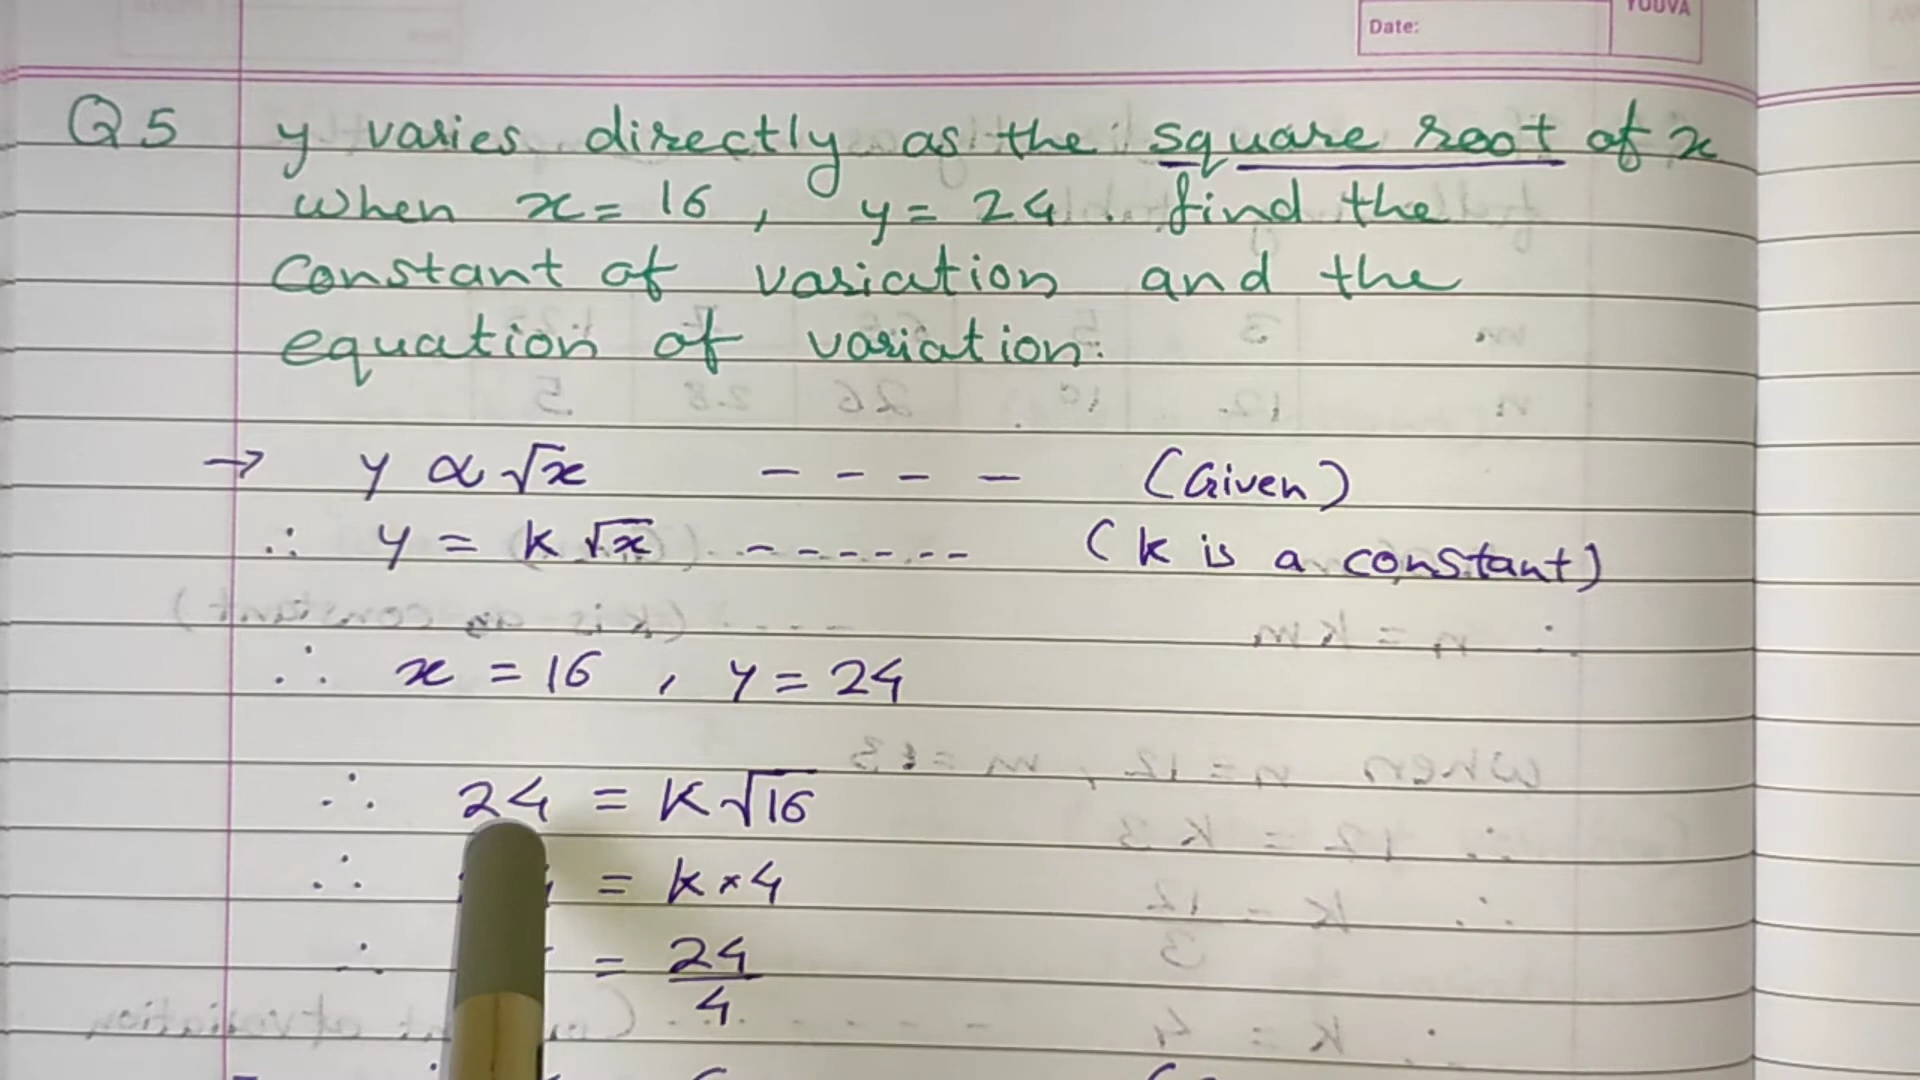 YOUVA
Date:
Q5 y varies directly as the square root of x
when x = 16 , y = 24 . find the
constant of variation and the
equation of variation.
→ y ∝ √x - - - - (Given)
∴ y = k √x - - - - - - (k is a constant)
∴ x = 16 , y = 24
∴ 24 = k√16
∴ = k × 4
∴ = 24/4